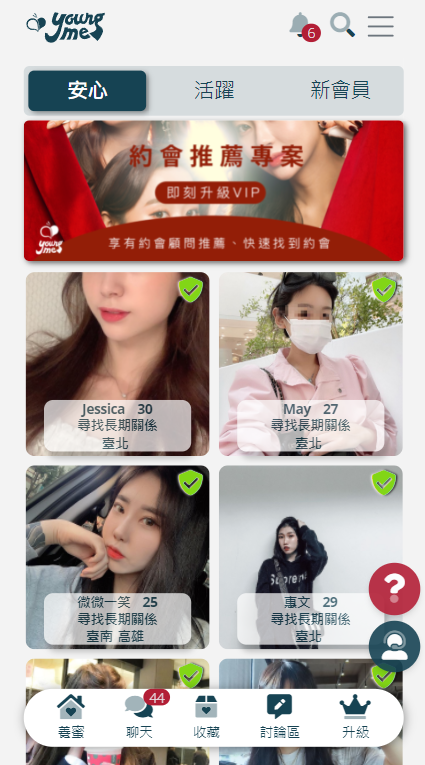 young me
6
安心 活躍 新會員
約會推薦專案
即刻升級VIP
young me
享有約會顧問推薦、快速找到約會
Jessica 30
尋找長期關係
臺北
May 27
尋找長期關係
臺北
微微一笑 25
尋找長期關係
臺南 高雄
Supreme
惠文 29
尋找長期關係
臺北
?
44
養蜜 聊天 收藏 討論區 升級